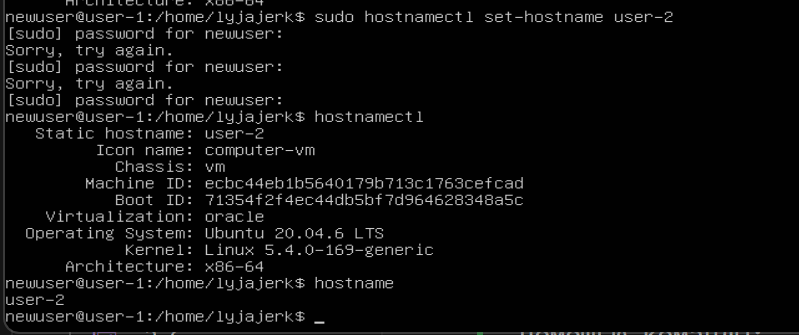 Architecture: x86-64
newuser@user-1:/home/lyjajerk$ sudo hostnamectl set-hostname user-2
[sudo] password for newuser:
Sorry, try again.
[sudo] password for newuser:
Sorry, try again.
[sudo] password for newuser:
newuser@user-1:/home/lyjajerk$ hostnamectl
Static hostname: user-2
Icon name: computer-vm
Chassis: vm
Machine ID: ecbc44eb1b5640179b713c1763cefcad
Boot ID: 71354f2f4ec44db5bf7d964628348a5c
Virtualization: oracle
Operating System: Ubuntu 20.04.6 LTS
Kernel: Linux 5.4.0-169-generic
Architecture: x86-64
newuser@user-1:/home/lyjajerk$ hostname
user-2
newuser@user-1:/home/lyjajerk$ _